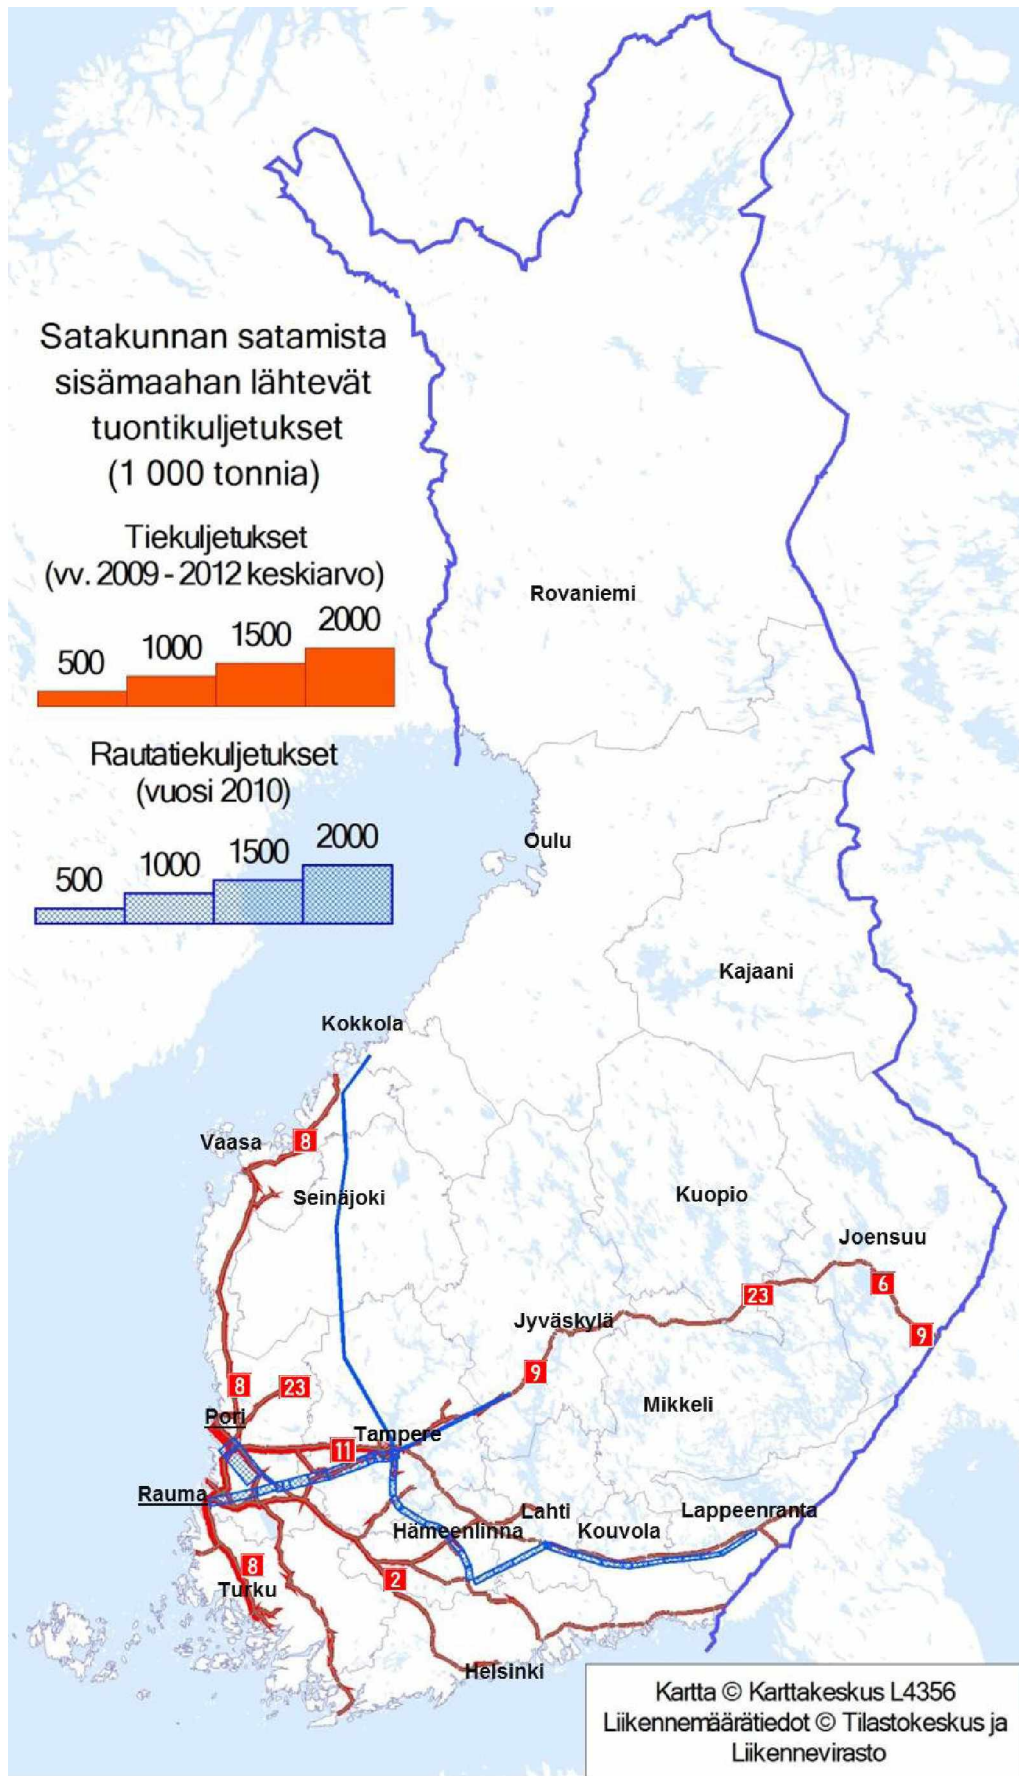 Satakunnan satamista
sisämaahan lähtevät
tuontikuljetukset
(1 000 tonnia)
Tiekuljetukset
(vv. 2009 - 2012 keskiarvo)
500 1000 1500 2000
Rautatiekuljetukset
(vuosi 2010)
500 1000 1500 2000
Rovaniemi
Oulu
Kajaani
Kokkola
Vaasa
8
Seinäjoki
Kuopio
Joensuu
6
23
Jyväskylä
9
9
8
23
Mikkeli
Pori
Tampere
11
Rauma
Lahti
Lappeenranta
Hämeenlinna
Kouvola
8
2
Turku
Helsinki
Kartta © Karttakeskus L4356
Liikennemäärätiedot © Tilastokeskus ja
Liikennevirasto